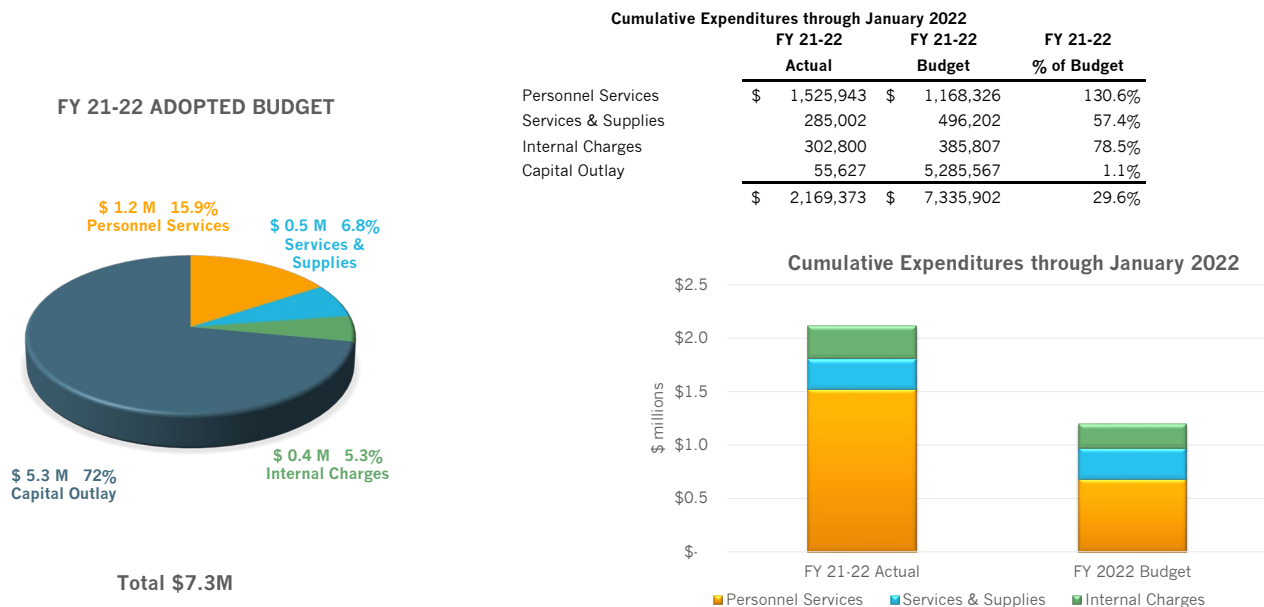 FY 21-22 ADOPTED BUDGET
$ 1.2 M 15.9%
Personnel Services
$ 0.5 M 6.8%
Services &
Supplies
$ 0.4 M 5.3%
Internal Charges
$ 5.3 M 72%
Capital Outlay
Total $7.3M
Cumulative Expenditures through January 2022
FY 21-22 FY 21-22 FY 21-22
Actual Budget % of Budget
Personnel Services $ 1,525,943 $ 1,168,326 130.6%
Services & Supplies 285,002 496,202 57.4%
Internal Charges 302,800 385,807 78.5%
Capital Outlay 55,627 5,285,567 1.1%
$ 2,169,373 $ 7,335,902 29.6%
Cumulative Expenditures through January 2022
$ millions
$2.5
$2.0
$1.5
$1.0
$0.5
$-
FY 21-22 Actual FY 2022 Budget
Personnel Services Services & Supplies Internal Charges